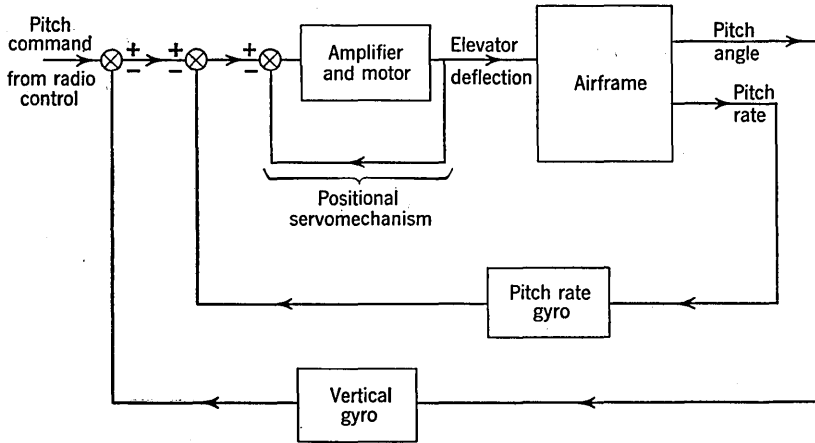 Pitch
command
from radio
control
+
−
+
−
+
−
Amplifier
and motor
Elevator
deflection
Airframe
Pitch
angle
Pitch
rate
Positional
servomechanism
Pitch rate
gyro
Vertical
gyro